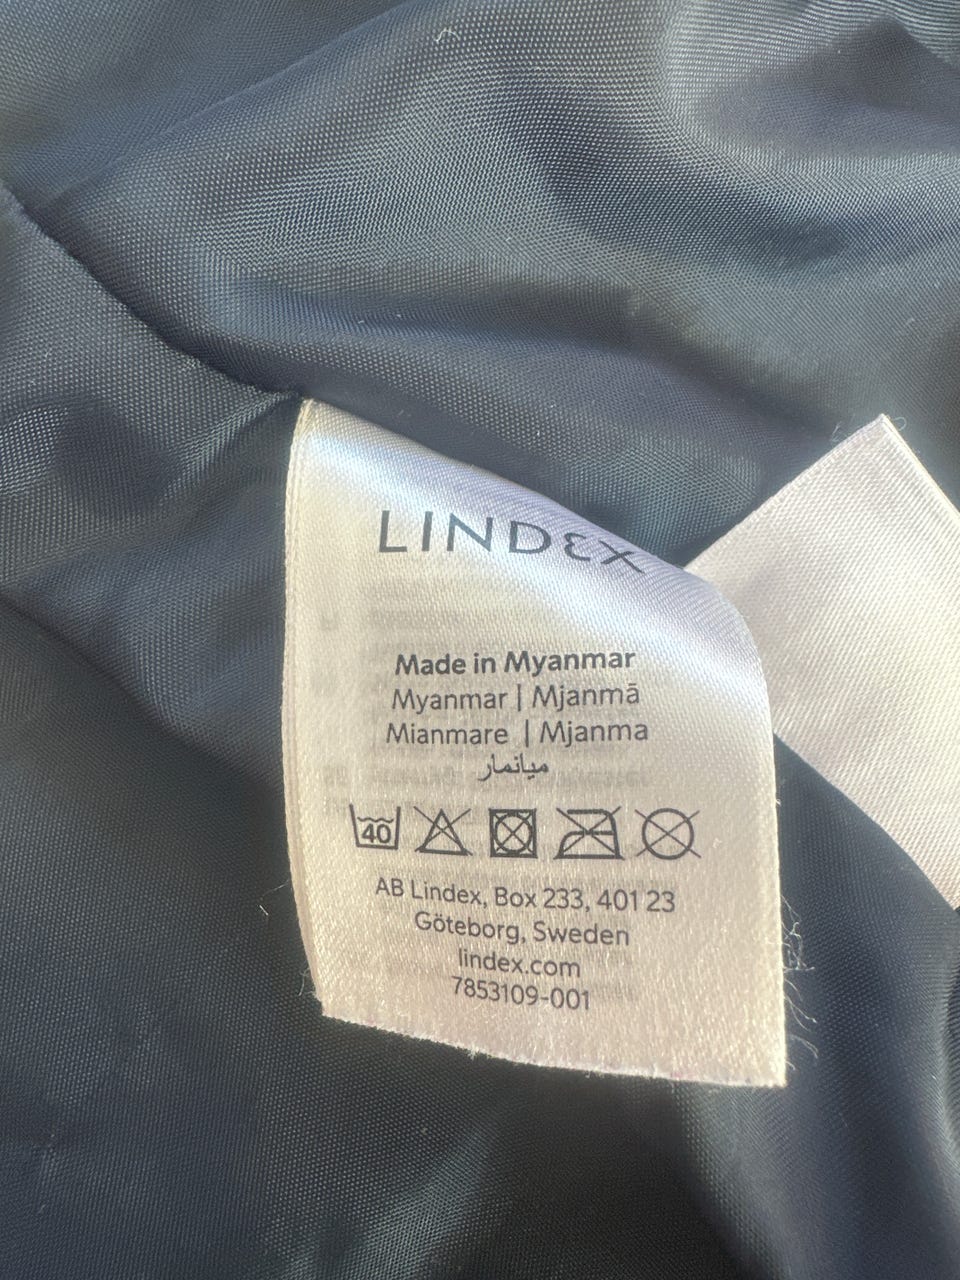 LINDEX
Made in Myanmar
Myanmar | Mjanmā
Mianmare | Mjanma
ميانمار
40
AB Lindex, Box 233, 401 23
Göteborg, Sweden
lindex.com
7853109-001